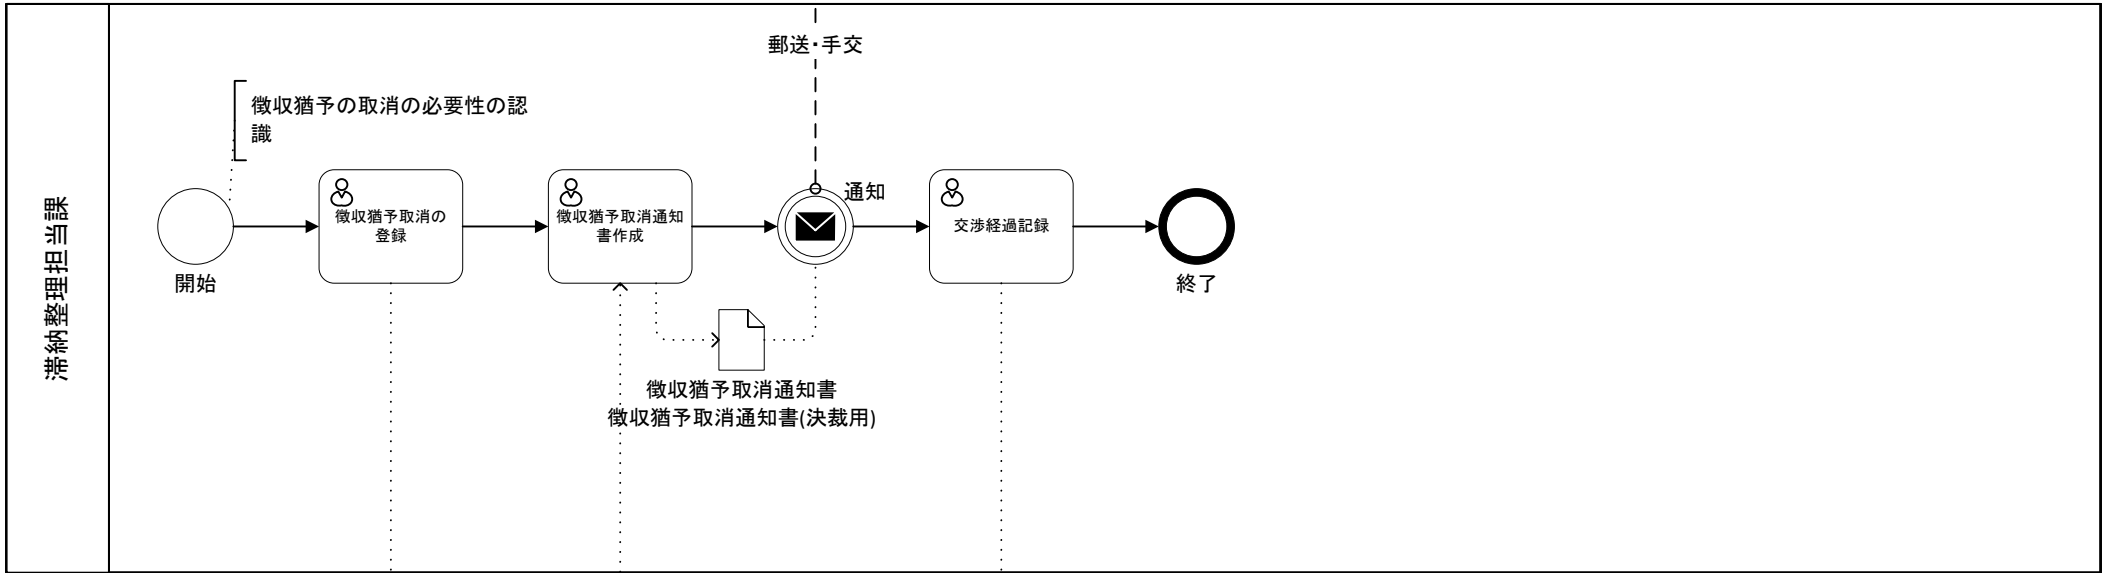 滞納整理担当課
郵送・手交
徴収猶予の取消の必要性の認
識
開始
徴収猶予取消の
登録
徴収猶予取消通知
書作成
通知
交渉経過記録
終了
徴収猶予取消通知書
徴収猶予取消通知書(決裁用)